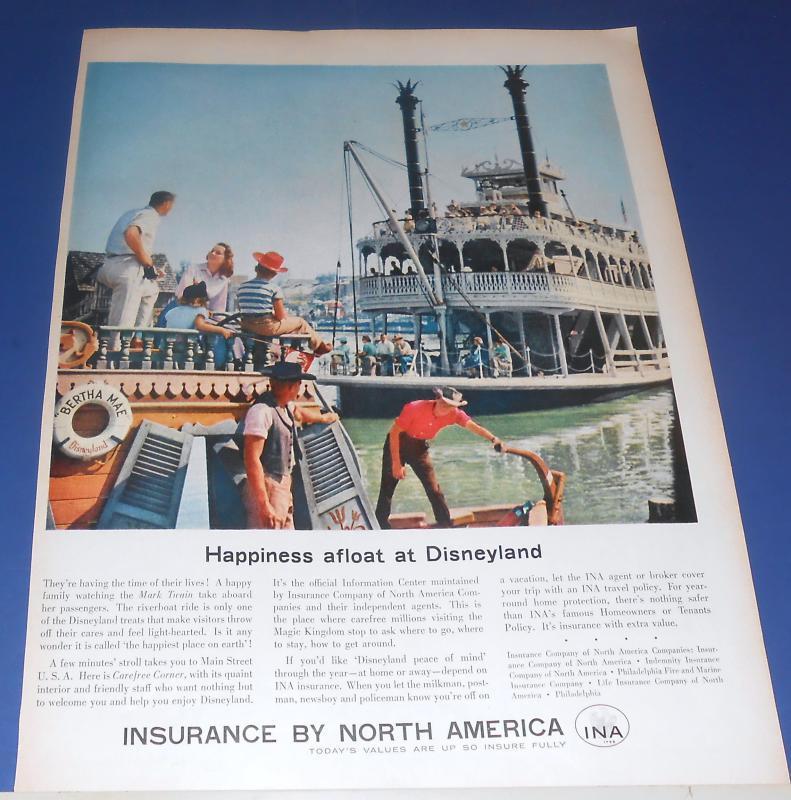 BERTHA MAE
Disneyland
Happiness afloat at Disneyland
They're having the time of their lives! A happy
family watching the Mark Twain take aboard
her passengers. The riverboat ride is only one
of the Disneyland treats that make visitors throw
off their cares and feel light-hearted. Is it any
wonder it is called 'the happiest place on earth'!
A few minutes' stroll takes you to Main Street
U. S. A. Here is Carefree Corner, with its quaint
interior and friendly staff who want nothing but
to welcome you and help you enjoy Disneyland.
It's the official Information Center maintained
by Insurance Company of North America Com-
panies and their independent agents. This is
the place where carefree millions visiting the
Magic Kingdom stop to ask where to go, where
to stay, how to get around.
If you'd like 'Disneyland peace of mind'
through the year—at home or away—depend on
INA insurance. When you let the milkman, post-
man, newsboy and policeman know you're off on
a vacation, let the INA agent or broker cover
your trip with an INA travel policy. For year-
round home protection, there's nothing safer
than INA's famous Homeowners or Tenants
Policy. It's insurance with extra value.
Insurance Company of North America Companies: Insur-
ance Company of North America • Indemnity Insurance
Company of North America • Philadelphia Fire and Marine
Insurance Company • Life Insurance Company of North
America • Philadelphia
INSURANCE BY NORTH AMERICA
TODAY'S VALUES ARE UP SO INSURE FULLY
INA